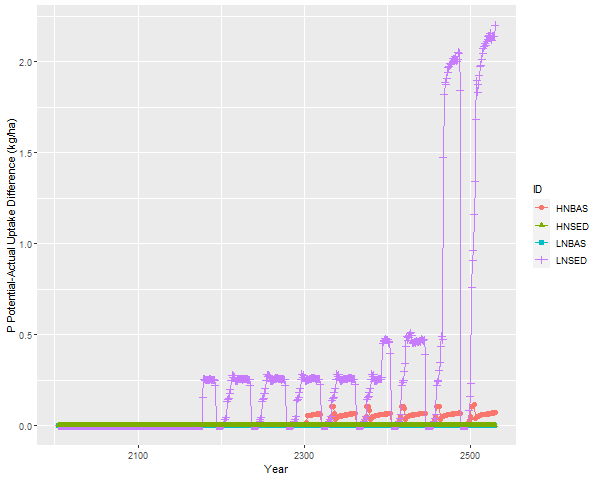 P Potential-Actual Uptake Difference (kg/ha)
2.0
1.5
1.0
0.5
0.0
2100
2300
2500
Year
ID
HNBAS
HNSED
LNBAS
LNSED